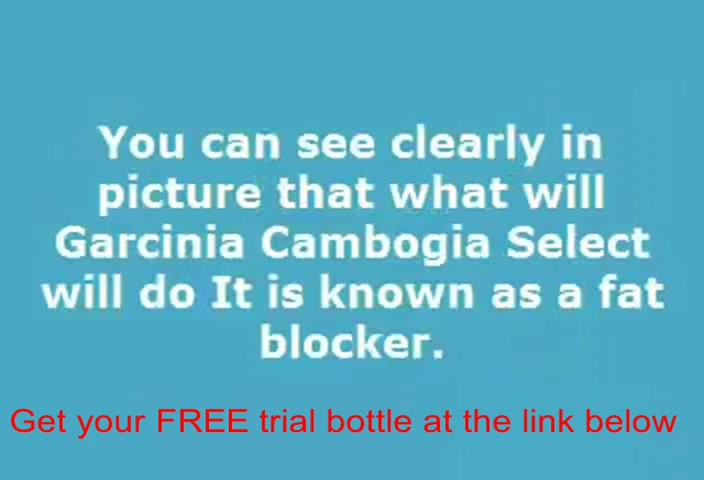 You can see clearly in
picture that what will
Garcinia Cambogia Select
will do It is known as a fat
blocker.
Get your FREE trial bottle at the link below